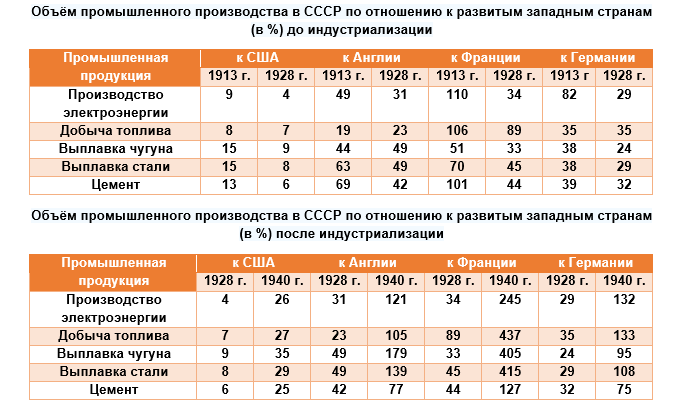 Объём промышленного производства в СССР по отношению к развитым западным странам
(в %) до индустриализации
Промышленная продукция к США к Англии к Франции к Германии
1913 г. 1928 г. 1913 г. 1928 г. 1913 г. 1928 г. 1913 г. 1928 г.
Производство электроэнергии 9 4 49 31 110 34 82 29
Добыча топлива 8 7 19 23 106 89 35 35
Выплавка чугуна 15 9 44 49 51 33 38 24
Выплавка стали 15 8 63 49 70 45 38 29
Цемент 13 6 69 42 101 44 39 32
Объём промышленного производства в СССР по отношению к развитым западным странам
(в %) после индустриализации
Промышленная продукция к США к Англии к Франции к Германии
1928 г. 1940 г. 1928 г. 1940 г. 1928 г. 1940 г. 1928 г. 1940 г.
Производство электроэнергии 4 26 31 121 34 245 29 132
Добыча топлива 7 27 23 105 89 437 35 133
Выплавка чугуна 9 35 49 179 33 405 24 95
Выплавка стали 8 29 49 139 45 415 29 108
Цемент 6 25 42 77 44 127 32 75